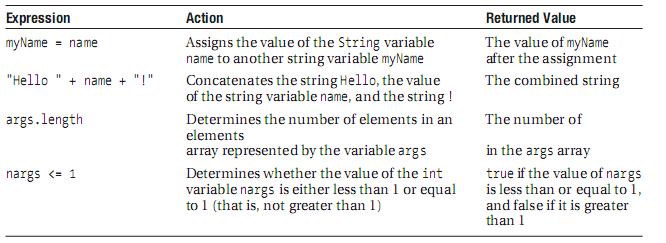 Expression Action Returned Value
myName = name Assigns the value of the String variable The value of myName
name to another string variable myName after the assignment
"Hello " + name + "!" Concatenates the string Hello, the value The combined string
of the string variable name, and the string !
args.length Determines the number of elements in an The number of
elements
array represented by the variable args in the args array
nargs <= 1 Determines whether the value of the int true if the value of nargs
variable nargs is either less than 1 or equal is less than or equal to 1,
to 1 (that is, not greater than 1) and false if it is greater
than 1